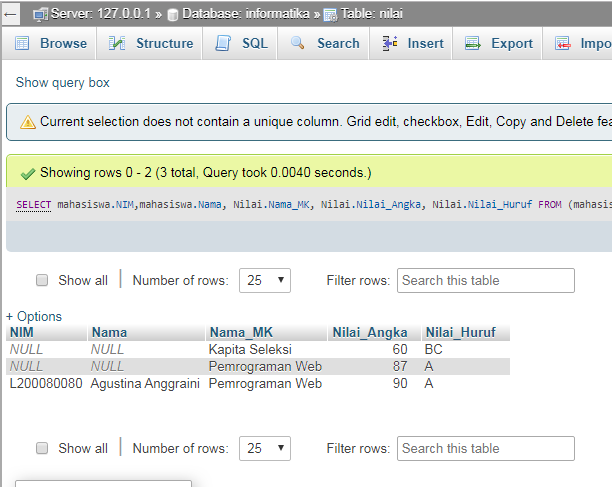 Server: 127.0.0.1 » Database: informatika » Table: nilai
Browse Structure SQL Search Insert Export Impo
Show query box
Current selection does not contain a unique column. Grid edit, checkbox, Edit, Copy and Delete fea
Showing rows 0 - 2 (3 total, Query took 0.0040 seconds.)
SELECT mahasiswa.NIM,mahasiswa.Nama, Nilai.Nama_MK, Nilai.Nilai_Angka, Nilai.Nilai_Huruf FROM (mahasis
Show all Number of rows: 25 Filter rows: Search this table
+ Options
NIM Nama Nama_MK Nilai_Angka Nilai_Huruf
NULL NULL Kapita Seleksi 60 BC
NULL NULL Pemrograman Web 87 A
L200080080 Agustina Anggraini Pemrograman Web 90 A
Show all Number of rows: 25 Filter rows: Search this table